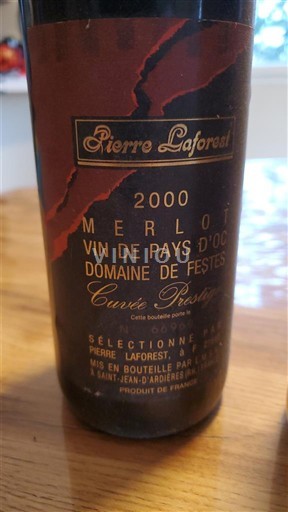 Pierre Laforest
2000
MERLOT
VIN DE PAYS D'OC
VINIOU
DOMAINE DE FESTES
Cuvée Prestige
Cette bouteille porte le
SÉLECTIONNÉ PAR
PIERRE LAFOREST, À
MIS EN BOUTEILLE PAR
À SAINT-JEAN-D'ARDIÈRES
PRODUIT DE FRANCE